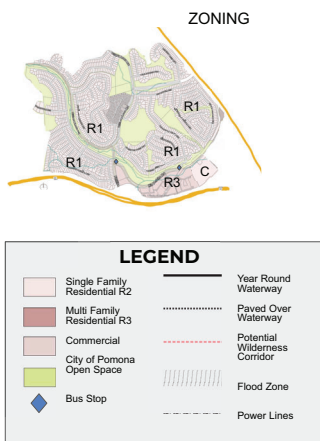 ZONING
R1
R1
R1
R1
C
R3
LEGEND
Single Family
Residential R2
Multi Family
Residential R3
Commercial
City of Pomona
Open Space
Bus Stop
Year Round
Waterway
Paved Over
Waterway
Potential
Wilderness
Corridor
Flood Zone
Power Lines